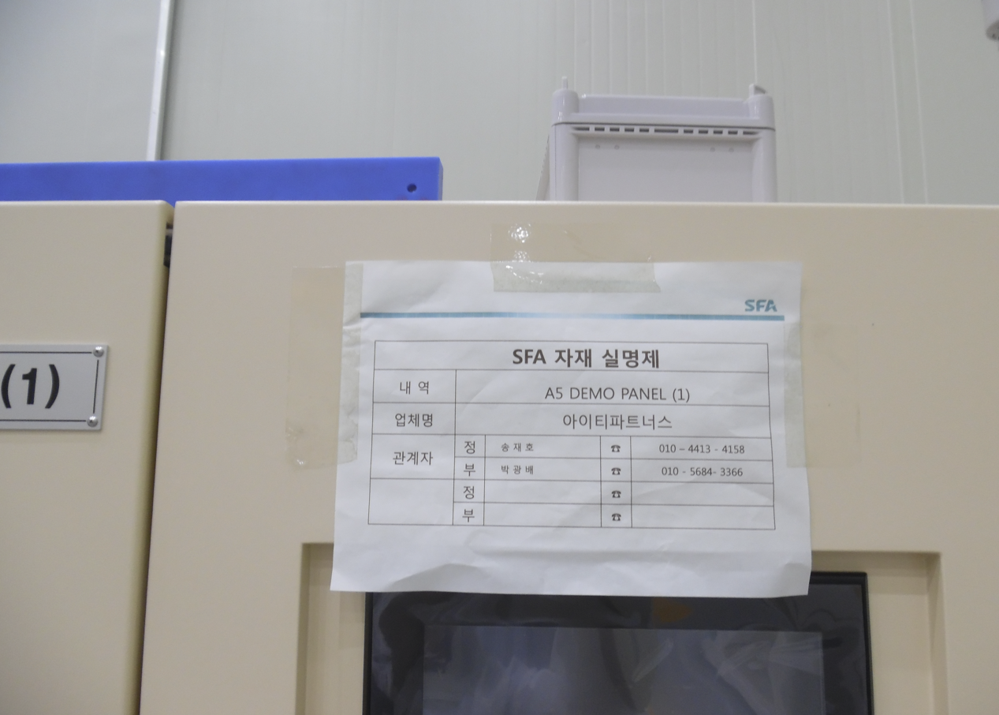 SFA
SFA 자재 실명제
내 역 A5 DEMO PANEL (1)
업체명 아이티파트너스
관계자 정 송 재 호 ☎ 010 – 4413 - 4158
부 박 광 배 ☎ 010 - 5684- 3366
정 ☎
부 ☎
(1)